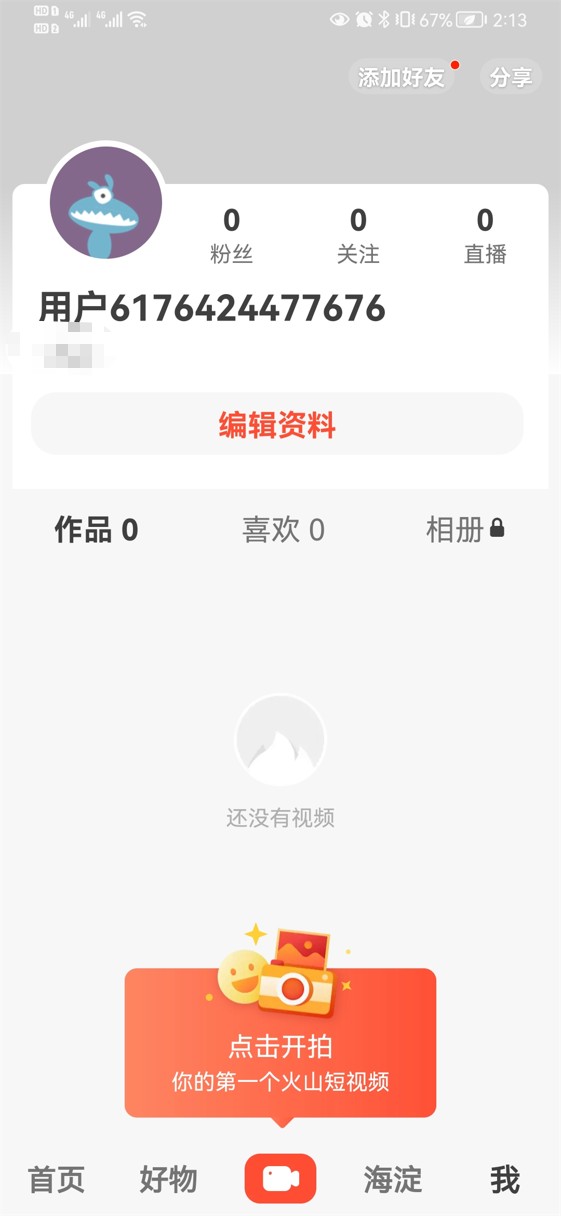 HD 1 4G 4G 67% 2:13
HD 2
添加好友 分享
0 0 0
粉丝 关注 直播
用户6176424477676
编辑资料
作品 0 喜欢 0 相册
还没有视频
点击开拍
你的第一个火山短视频
首页 好物 海淀 我